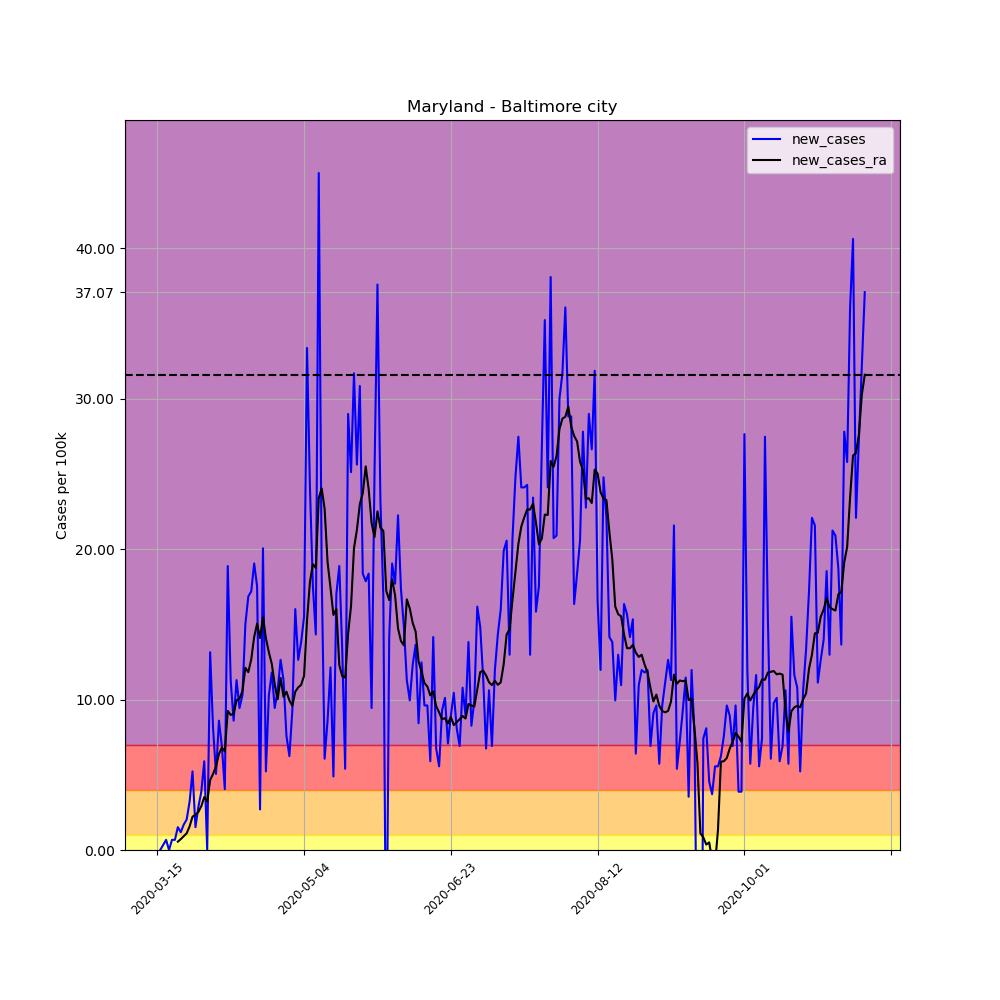 Maryland - Baltimore city
new_cases
new_cases_ra
Cases per 100k
40.00
37.07
30.00
20.00
10.00
0.00
2020-03-15
2020-05-04
2020-06-23
2020-08-12
2020-10-01